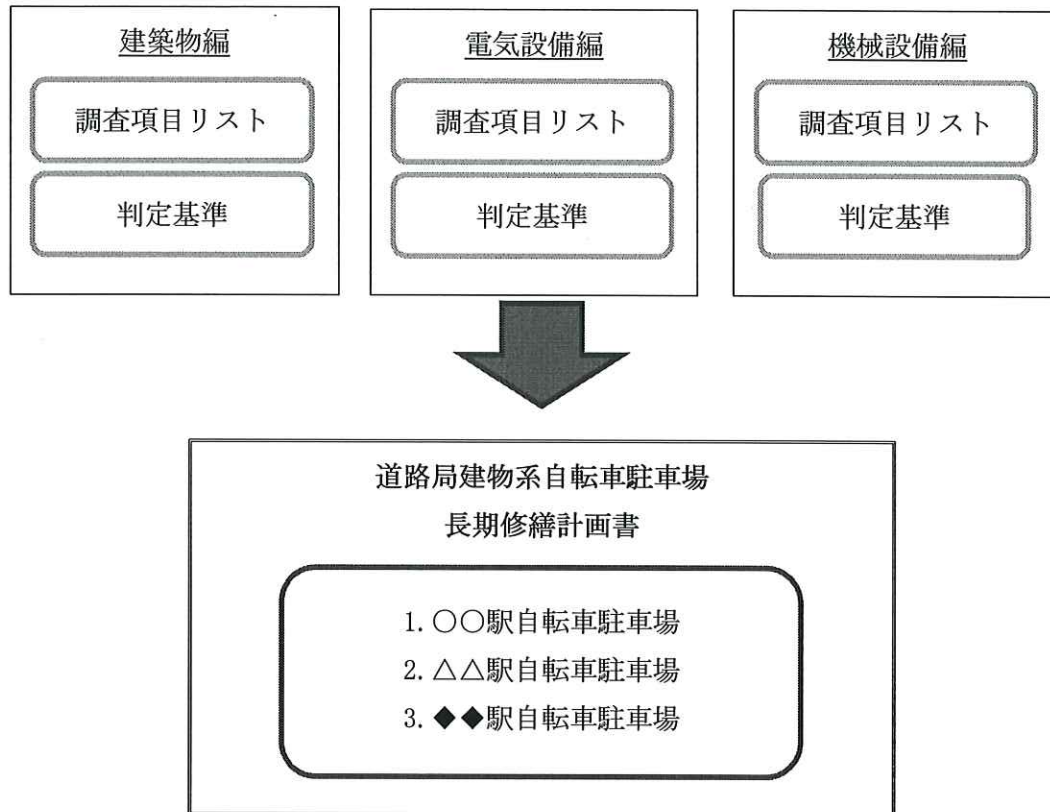 建築物編
調査項目リスト
判定基準
電気設備編
調査項目リスト
判定基準
機械設備編
調査項目リスト
判定基準
道路局建物系自転車駐車場
長期修繕計画書
1. 〇〇駅自転車駐車場
2. △△駅自転車駐車場
3. ◆◆駅自転車駐車場